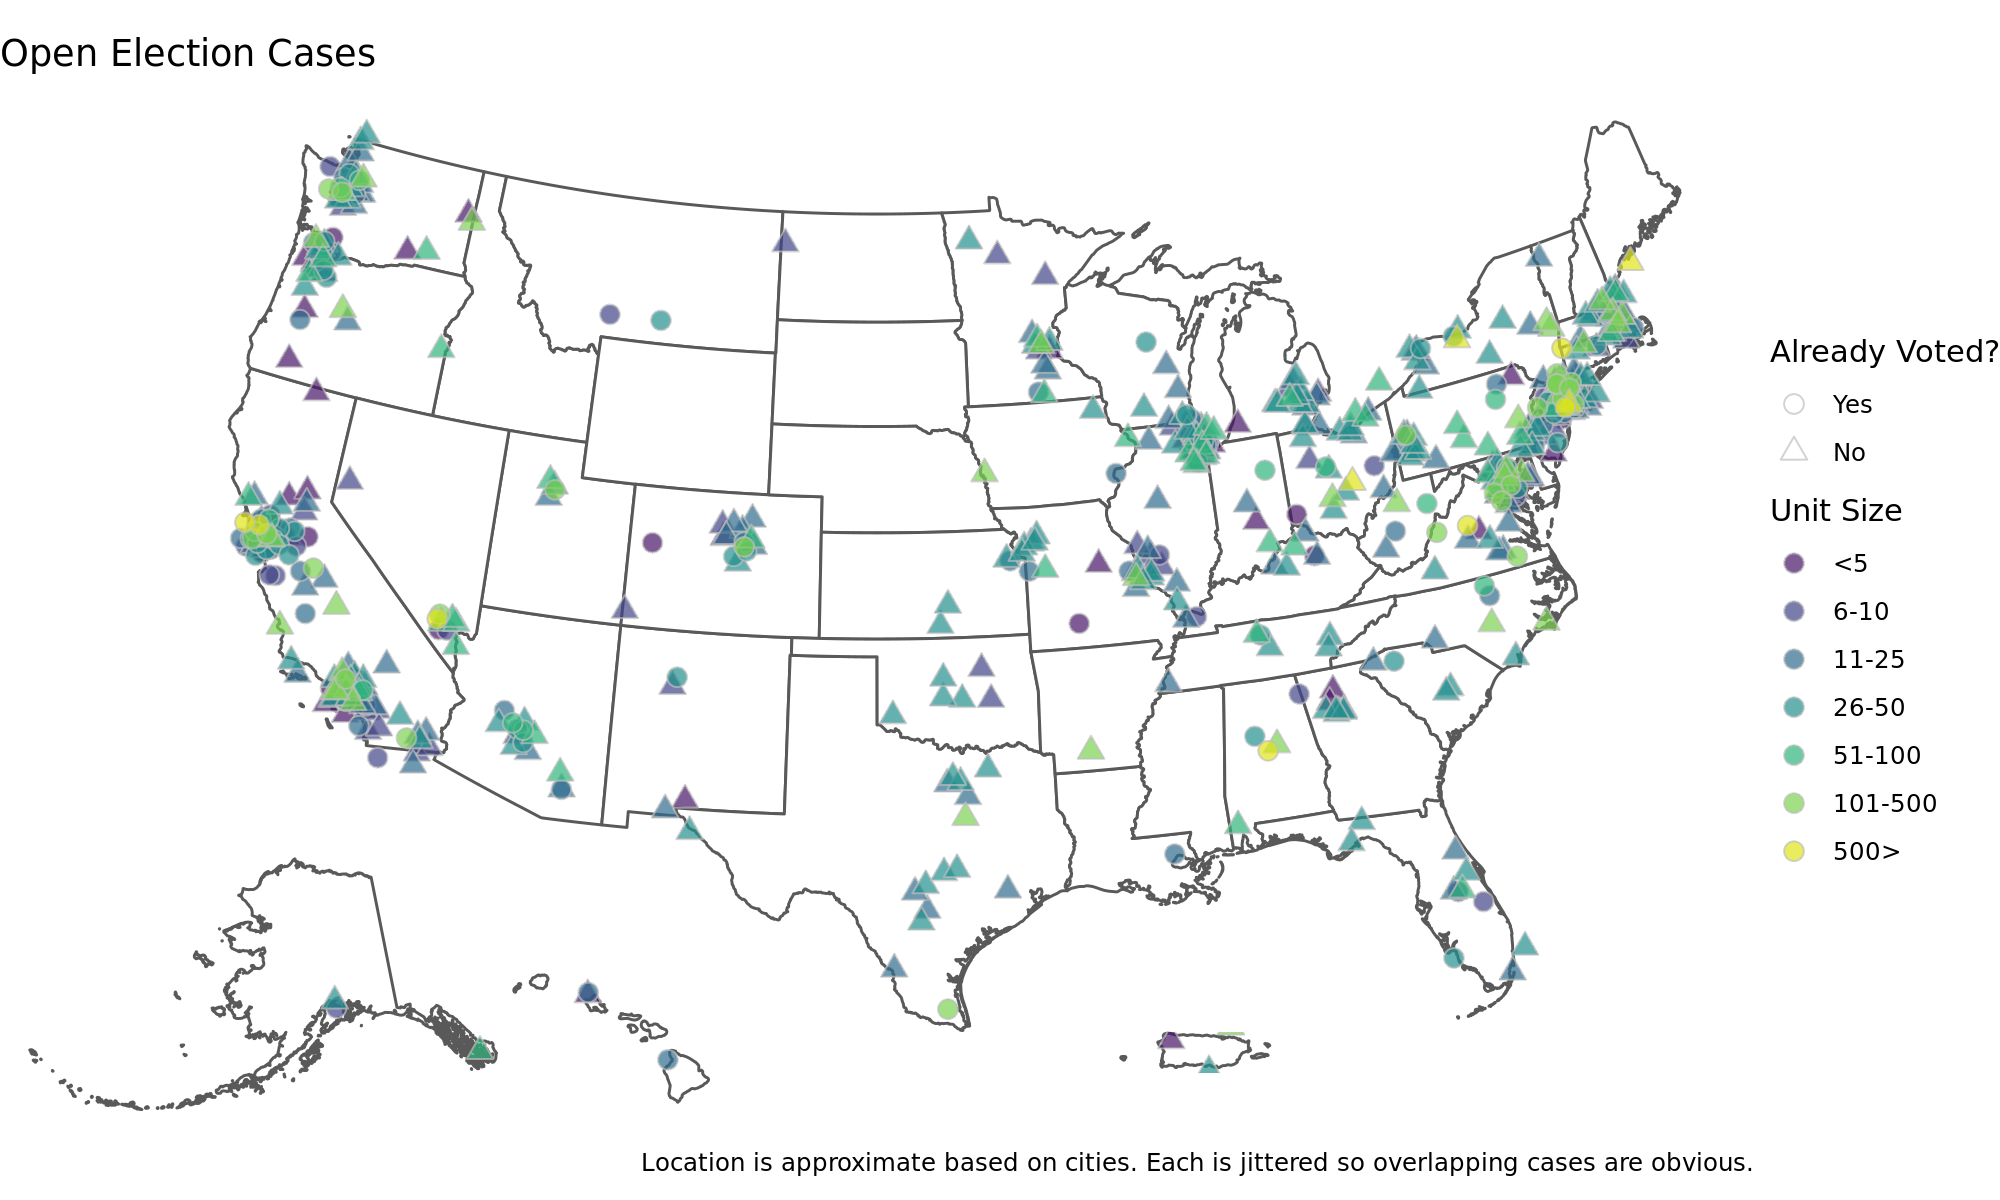 Open Election Cases
Already Voted?
Yes
No
Unit Size
<5
6-10
11-25
26-50
51-100
101-500
500>
Location is approximate based on cities. Each is jittered so overlapping cases are obvious.